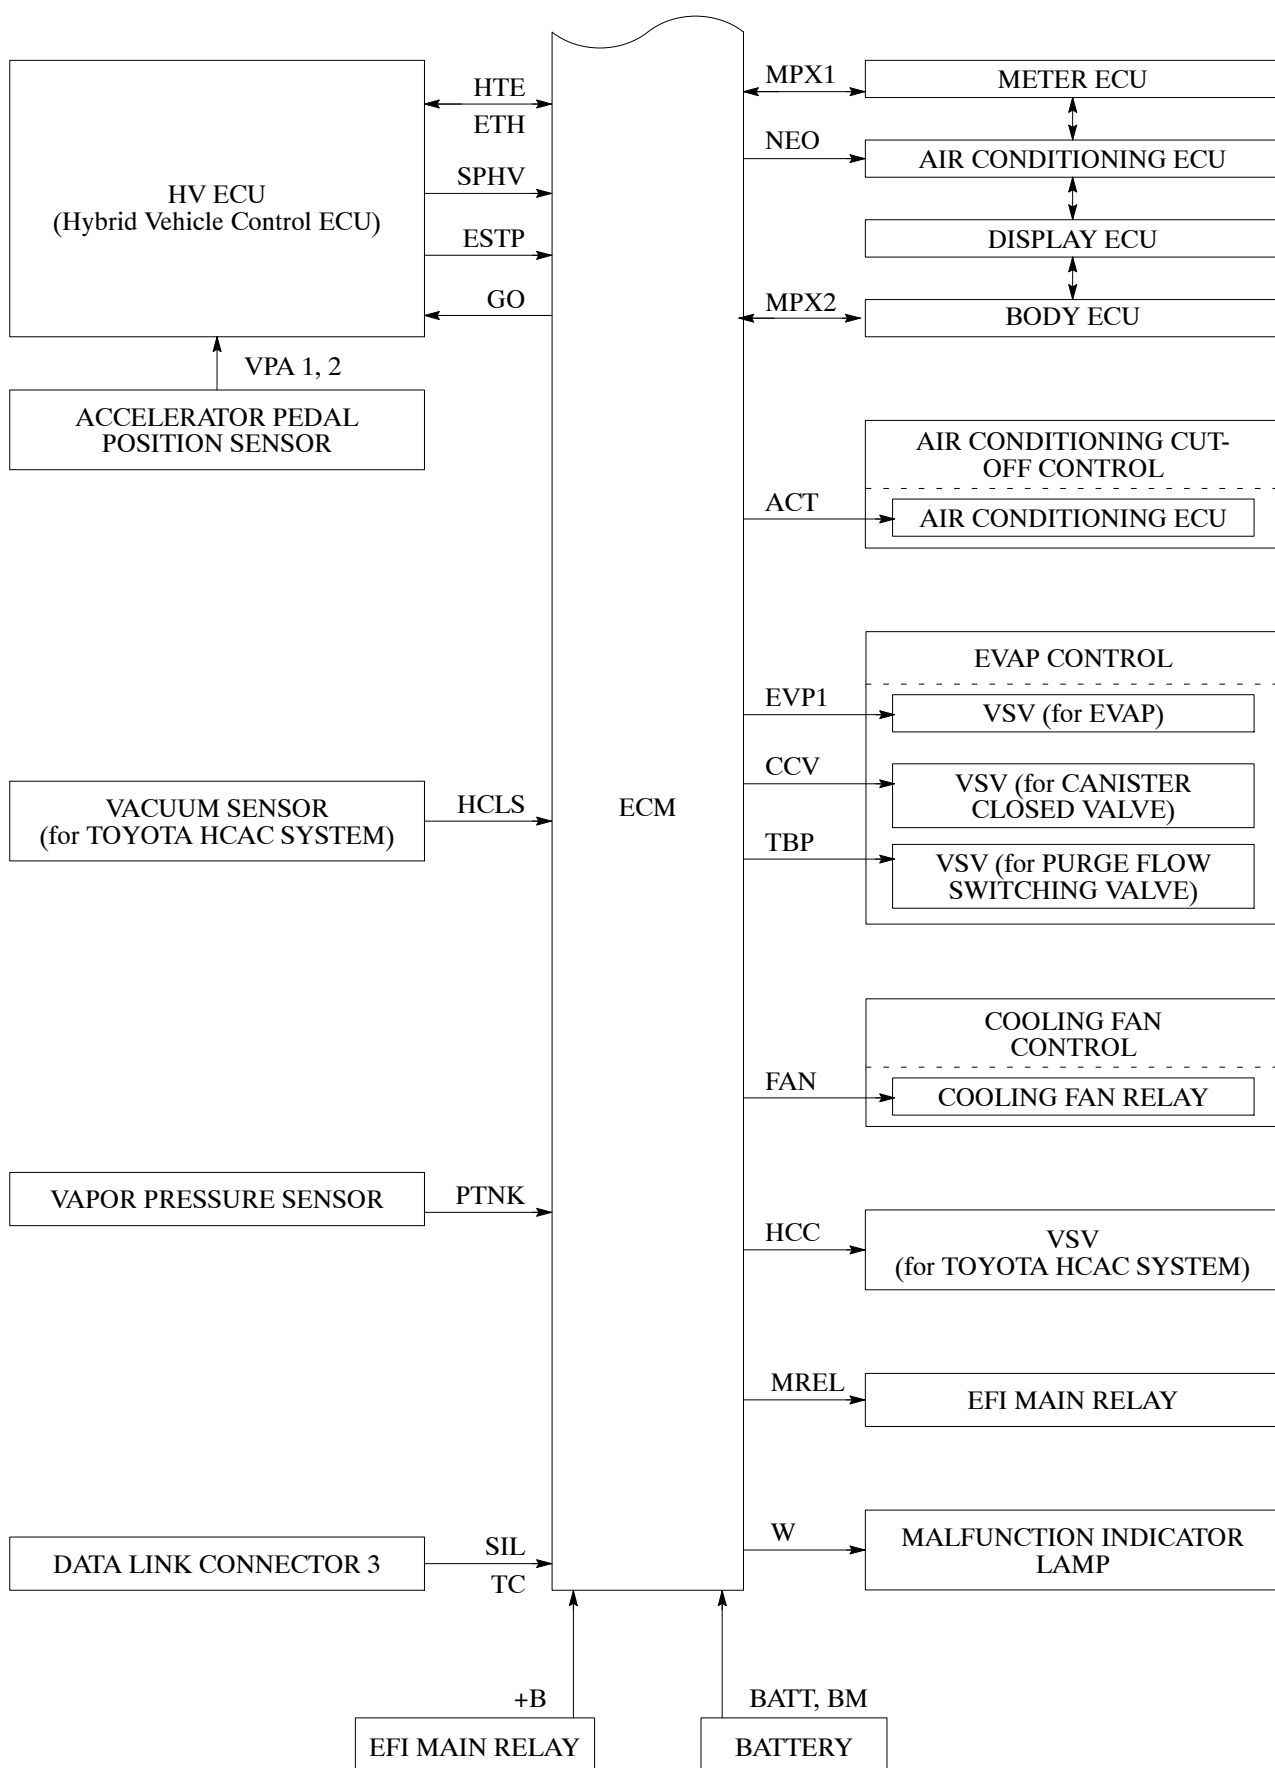 HTE
ETH
HV ECU
(Hybrid Vehicle Control ECU)
SPHV
ESTP
GO
VPA 1, 2
ACCELERATOR PEDAL
POSITION SENSOR
VACUUM SENSOR
(for TOYOTA HCAC SYSTEM)
HCLS
VAPOR PRESSURE SENSOR
PTNK
DATA LINK CONNECTOR 3
SIL
TC
ECM
MPX1
METER ECU
NEO
AIR CONDITIONING ECU
DISPLAY ECU
MPX2
BODY ECU
AIR CONDITIONING CUT-
OFF CONTROL
ACT
AIR CONDITIONING ECU
EVAP CONTROL
EVP1
VSV (for EVAP)
CCV
VSV (for CANISTER
CLOSED VALVE)
TBP
VSV (for PURGE FLOW
SWITCHING VALVE)
COOLING FAN
CONTROL
FAN
COOLING FAN RELAY
HCC
VSV
(for TOYOTA HCAC SYSTEM)
MREL
EFI MAIN RELAY
W
MALFUNCTION INDICATOR
LAMP
+B
EFI MAIN RELAY
BATT, BM
BATTERY